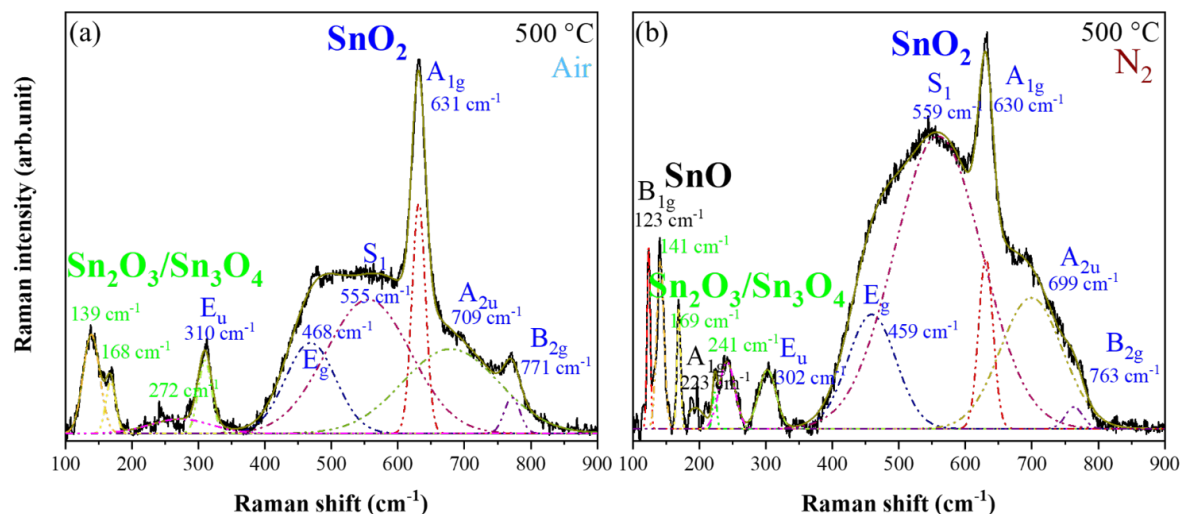 (a)
SnO₂
500 °C
Air
A₁g
631 cm⁻¹
Sn₂O₃/Sn₃O₄
139 cm⁻¹
168 cm⁻¹
272 cm⁻¹
Eu
310 cm⁻¹
S₁
555 cm⁻¹
468 cm⁻¹
Eg
A₂u
709 cm⁻¹
B₂g
771 cm⁻¹
Raman intensity (arb.unit)
100 200 300 400 500 600 700 800 900
Raman shift (cm⁻¹)
(b)
SnO₂
500 °C
N₂
S₁
559 cm⁻¹
A₁g
630 cm⁻¹
SnO
B₁g
123 cm⁻¹
141 cm⁻¹
Sn₂O₃/Sn₃O₄
169 cm⁻¹
A₁g
223 cm⁻¹
241 cm⁻¹
Eu
302 cm⁻¹
Eg
459 cm⁻¹
A₂u
699 cm⁻¹
B₂g
763 cm⁻¹
100 200 300 400 500 600 700 800 900
Raman shift (cm⁻¹)